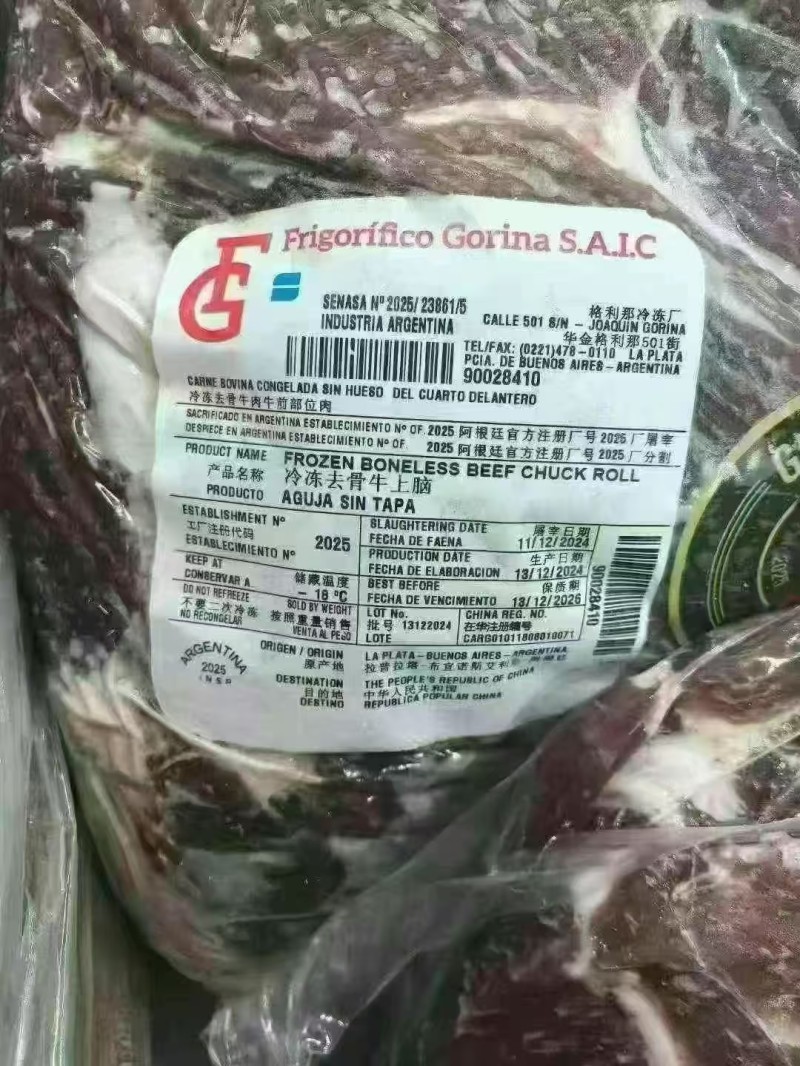 FG
Frigorífico Gorina S.A.I.C
SENASA Nº 2025/ 23861/5
INDUSTRIA ARGENTINA
格利那冷冻厂
CALLE 501 S/N - JOAQUIN GORINA
华金格利那501街
TEL/FAX: (0221)478-0110 LA PLATA
PCIA. DE BUENOS AIRES-ARGENTINA
90028410
CARNE BOVINA CONGELADA SIN HUESO DEL CUARTO DELANTERO
冷冻去骨牛肉牛前部位肉
SACRIFICADO EN ARGENTINA ESTABLECIMIENTO Nº OF. 2025 阿根廷官方注册厂号 2025 厂屠宰
DESPIECE EN ARGENTINA ESTABLECIMIENTO Nº OF. 2025 阿根廷官方注册厂号 2025 厂分割
PRODUCT NAME FROZEN BONELESS BEEF CHUCK ROLL
产品名称 冷冻去骨牛上脑
PRODUCTO AGUJA SIN TAPA
ESTABLISHMENT Nº
工厂注册代码
ESTABLECIMIENTO Nº 2025
SLAUGHTERING DATE 屠宰日期
FECHA DE FAENA 11/12/2024
PRODUCTION DATE 生产日期
FECHA DE ELABORACION 13/12/2024
BEST BEFORE 保质期
FECHA DE VENCIMIENTO 13/12/2026
KEEP AT 储藏温度
CONSERVAR A - 18 ºC
DO NOT REFREEZE SOLD BY WEIGHT
不要二次冷冻 按照重量销售
NO RECONGELAR VENTA AL PESO
LOT No.
批号 13122024
LOTE
CHINA REG. NO.
在华注册编号
CARG01011808010071
90028410
ARGENTINA
2025
ORIGEN / ORIGIN LA PLATA-BUENOS AIRES-ARGENTINA
原产地 拉普拉塔-布宜诺斯艾利
DESTINATION THE PEOPLE'S REPUBLIC OF CHINA
目的地 中华人民共和国
DESTINO REPUBLICA POPULAR CHINA
G